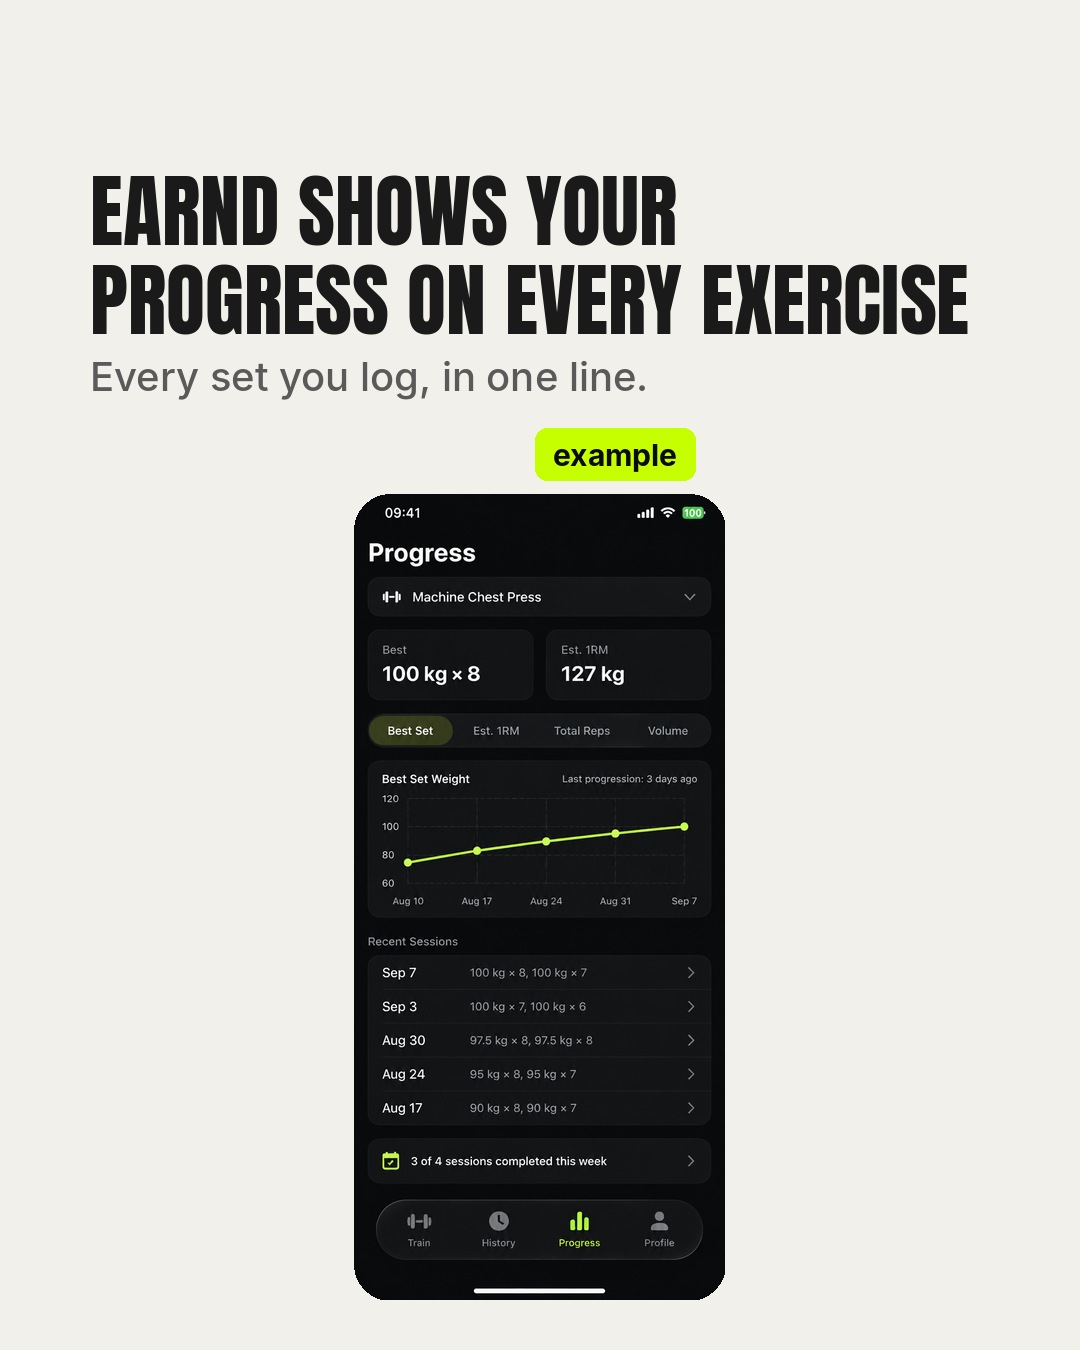 EARND SHOWS YOUR
PROGRESS ON EVERY EXERCISE
Every set you log, in one line.
example
09:41
100
Progress
Machine Chest Press
Best
100 kg × 8
Est. 1RM
127 kg
Best Set
Est. 1RM
Total Reps
Volume
Best Set Weight
Last progression: 3 days ago
120
100
80
60
Aug 10
Aug 17
Aug 24
Aug 31
Sep 7
Recent Sessions
Sep 7 100 kg × 8, 100 kg × 7
Sep 3 100 kg × 7, 100 kg × 6
Aug 30 97.5 kg × 8, 97.5 kg × 8
Aug 24 95 kg × 8, 95 kg × 7
Aug 17 90 kg × 8, 90 kg × 7
3 of 4 sessions completed this week
Train
History
Progress
Profile